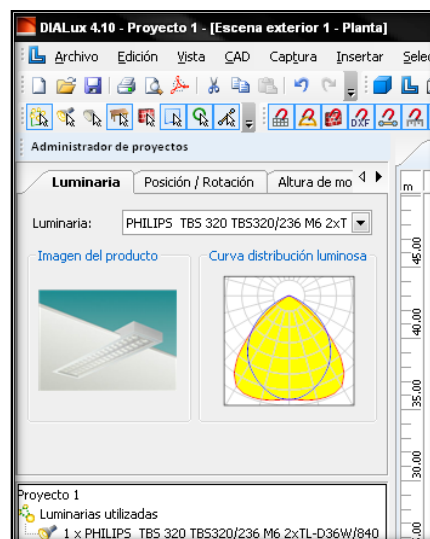 DIALux 4.10 - Proyecto 1 - [Escena exterior 1 - Planta]
Archivo Edición Vista CAD Captura Insertar Selec
DXF
Administrador de proyectos
Luminaria Posición / Rotación Altura de mo
m
Luminaria: PHILIPS TBS 320 TBS320/236 M6 2xT
Imagen del producto Curva distribución luminosa
45.00
40.00
35.00
30.00
Proyecto 1
Luminarias utilizadas
1 x PHILIPS TBS 320 TBS320/236 M6 2xTL-D36W/840